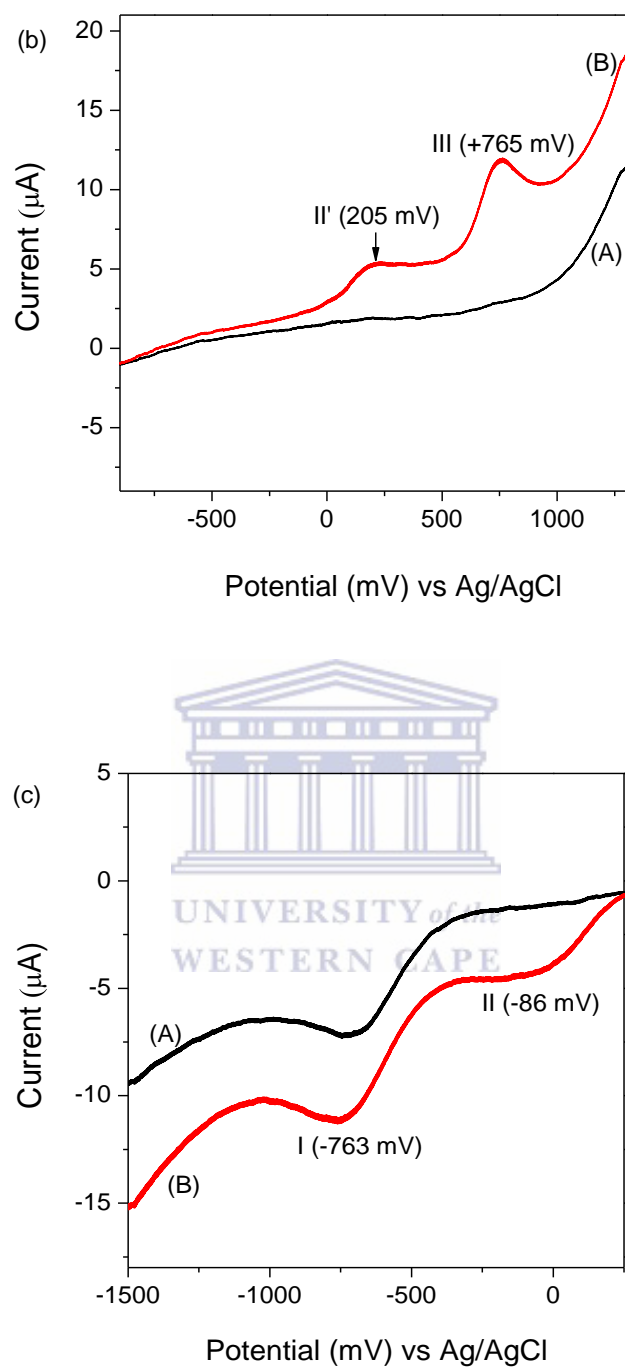 (b)
20
15
10
5
0
-5
Current (μA)
(B)
III (+765 mV)
II' (205 mV)
(A)
-500
0
500
1000
Potential (mV) vs Ag/AgCl
(c)
5
0
-5
-10
-15
Current (μA)
UNIVERSITY of the
WESTERN CAPE
(A)
II (-86 mV)
I (-763 mV)
(B)
-1500
-1000
-500
0
Potential (mV) vs Ag/AgCl